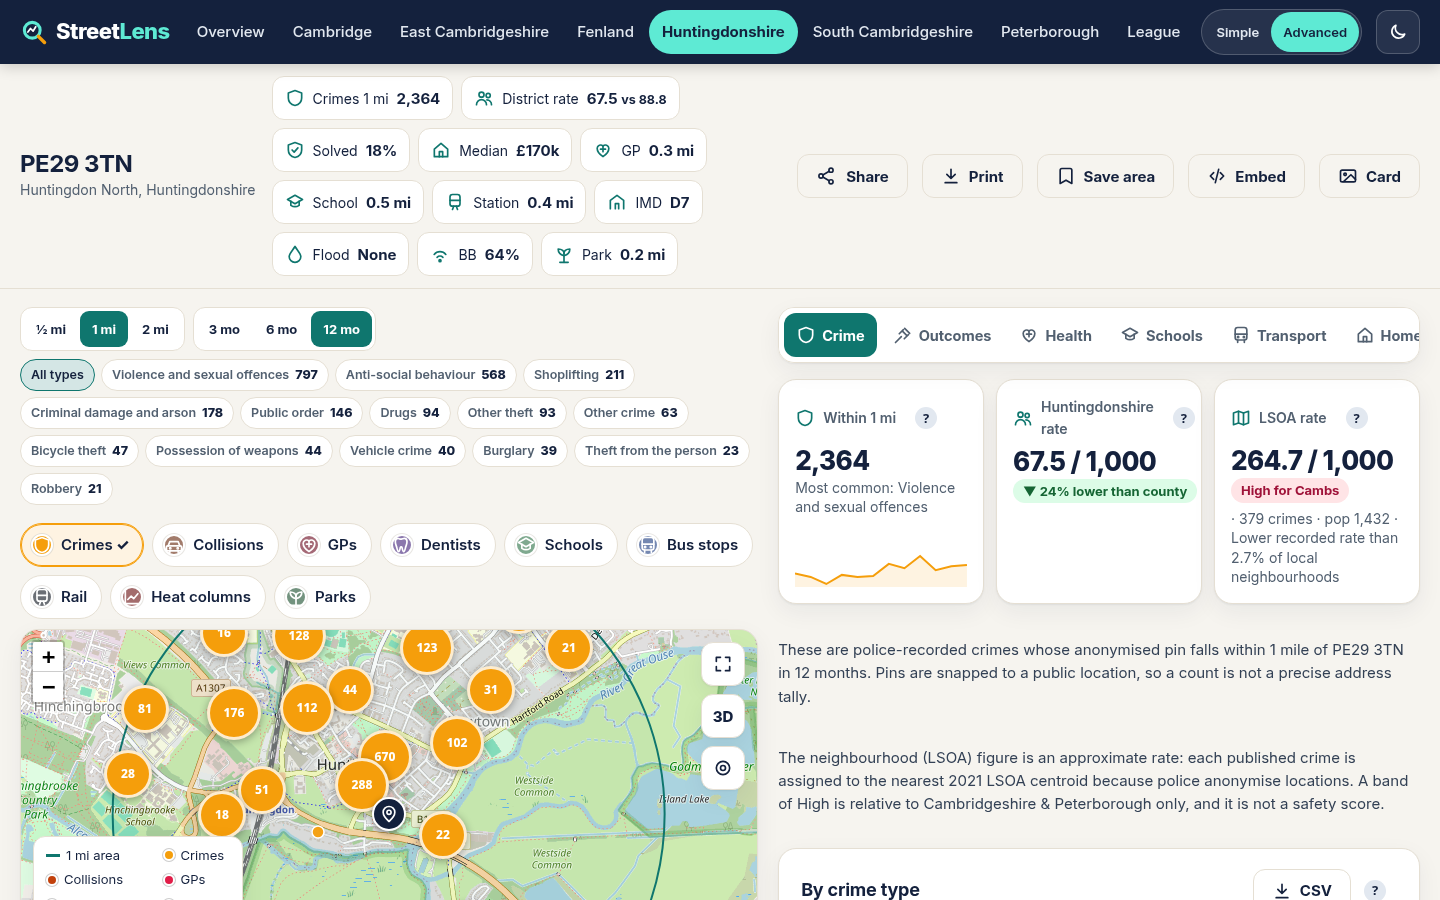 StreetLens Overview Cambridge East Cambridgeshire Fenland Huntingdonshire South Cambridgeshire Peterborough League Simple Advanced
PE29 3TN
Huntingdon North, Huntingdonshire
Crimes 1 mi 2,364 District rate 67.5 vs 88.8
Solved 18% Median £170k GP 0.3 mi
School 0.5 mi Station 0.4 mi IMD D7
Flood None BB 64% Park 0.2 mi
Share Print Save area Embed Card
½ mi 1 mi 2 mi 3 mo 6 mo 12 mo
All types Violence and sexual offences 797 Anti-social behaviour 568 Shoplifting 211
Criminal damage and arson 178 Public order 146 Drugs 94 Other theft 93 Other crime 63
Bicycle theft 47 Possession of weapons 44 Vehicle crime 40 Burglary 39 Theft from the person 23
Robbery 21
Crimes ✓ Collisions GPs Dentists Schools Bus stops
Rail Heat columns Parks
+
−
16
128
123
21
Views Common
A1307
44
31
River Great Ouse
81
176
112
Hartford Road
102
670
28
288
51
18
22
Hinchingbrooke
School
Westside
Common
Island Lake
Westside
Common
3D
1 mi area Crimes
Collisions GPs
Crime Outcomes Health Schools Transport Home
Within 1 mi ?
2,364
Most common: Violence
and sexual offences
Huntingdonshire
rate ?
67.5 / 1,000
▼ 24% lower than county
LSOA rate ?
264.7 / 1,000
High for Cambs
· 379 crimes · pop 1,432 ·
Lower recorded rate than
2.7% of local
neighbourhoods
These are police-recorded crimes whose anonymised pin falls within 1 mile of PE29 3TN
in 12 months. Pins are snapped to a public location, so a count is not a precise address
tally.
The neighbourhood (LSOA) figure is an approximate rate: each published crime is
assigned to the nearest 2021 LSOA centroid because police anonymise locations. A band
of High is relative to Cambridgeshire & Peterborough only, and it is not a safety score.
By crime type CSV ?